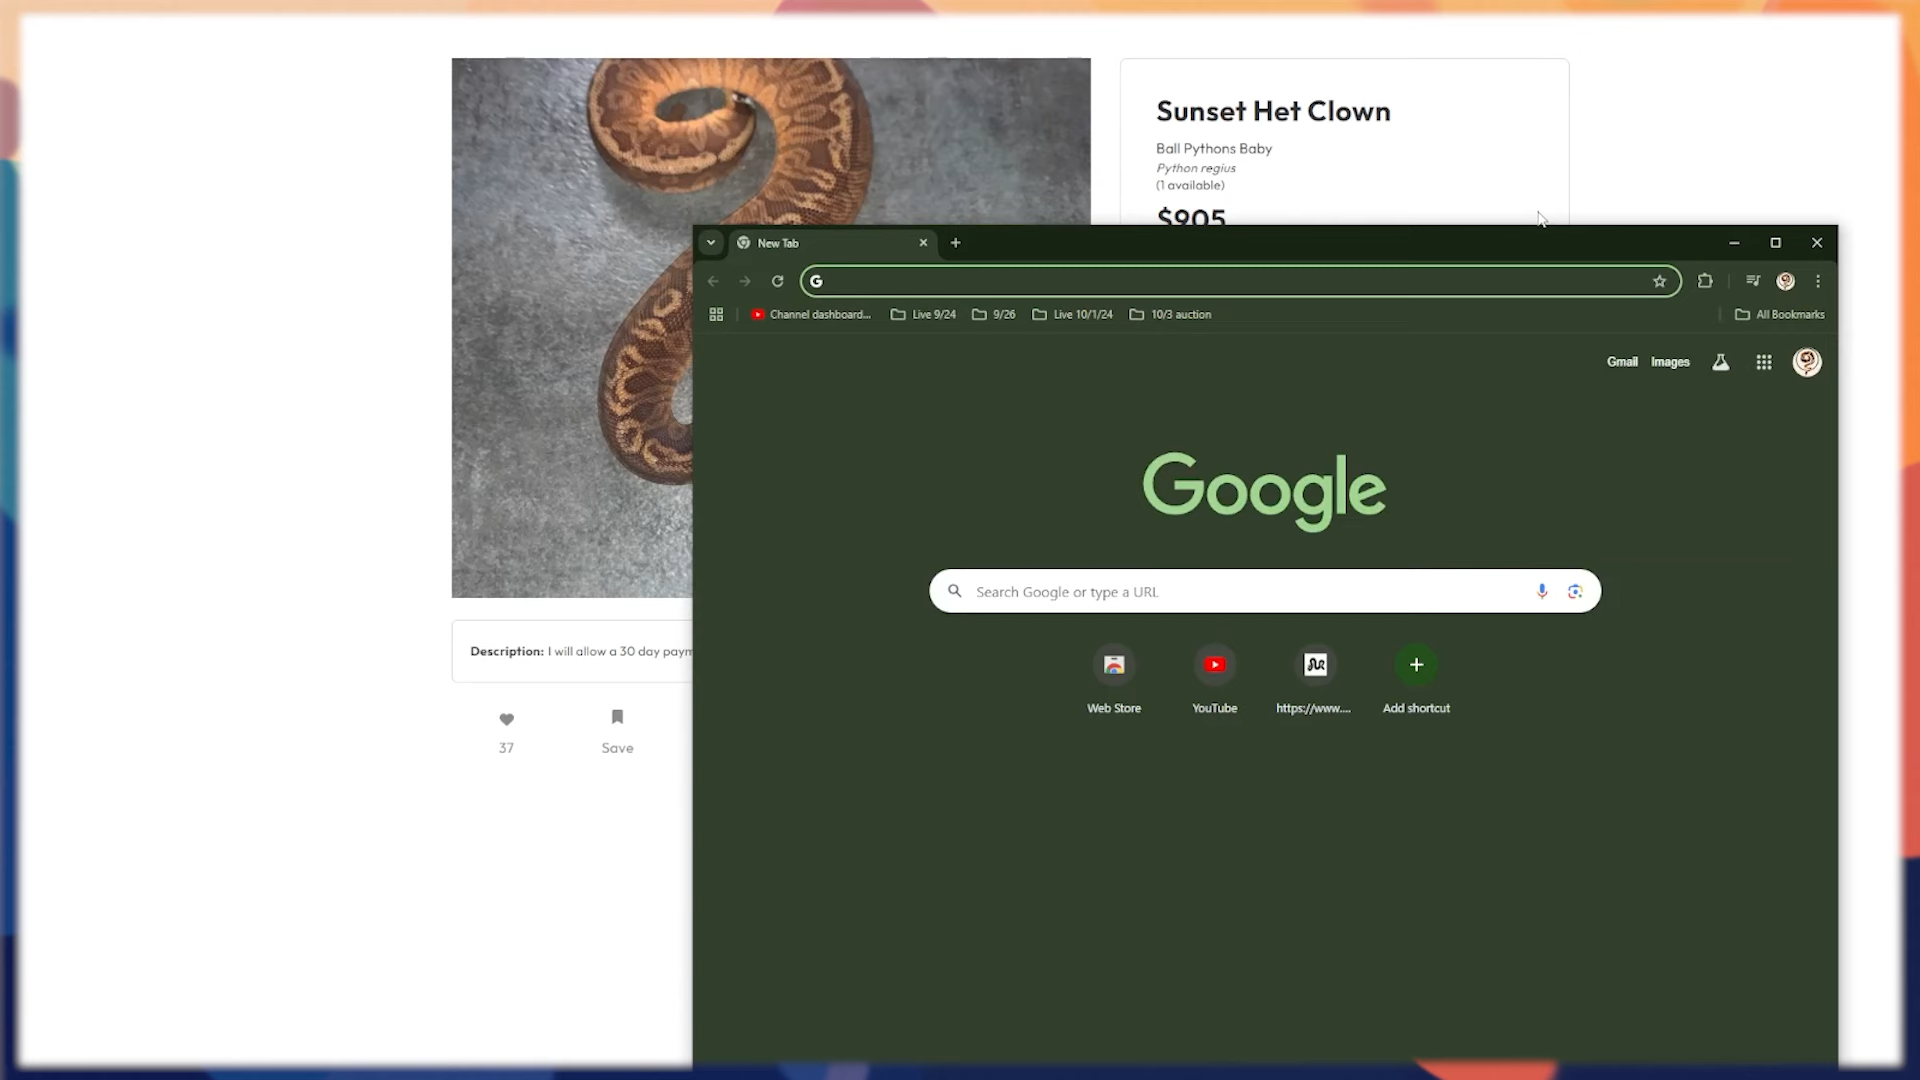 Sunset Het Clown
Ball Pythons Baby
Python regius
(1 available)
$905
New Tab
Channel dashboard...
Live 9/24
9/26
Live 10/1/24
10/3 auction
All Bookmarks
Gmail
Images
Google
Search Google or type a URL
Web Store
YouTube
https://www....
Add shortcut
Description: I will allow a 30 day paym
37
Save